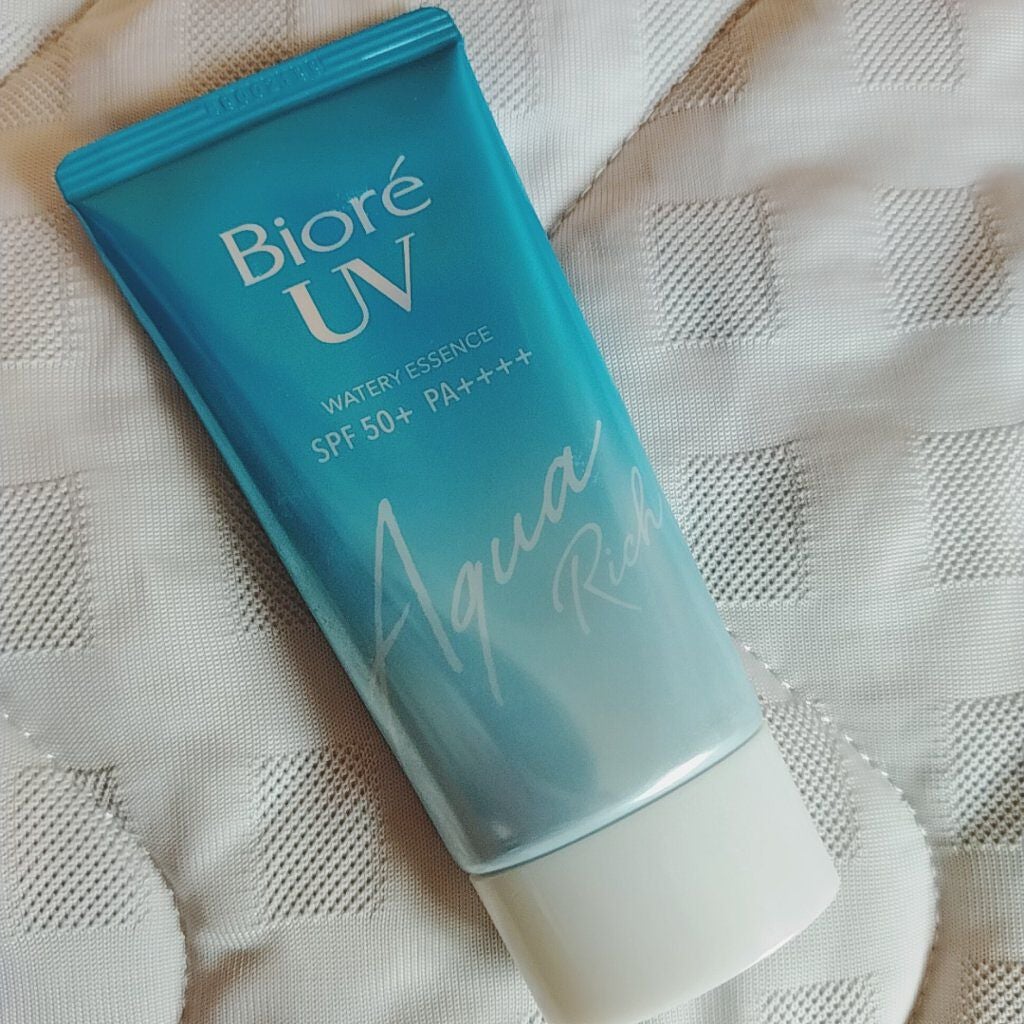 Bioré
UV
WATERY ESSENCE
SPF 50+ PA++++
Aqua
Rich